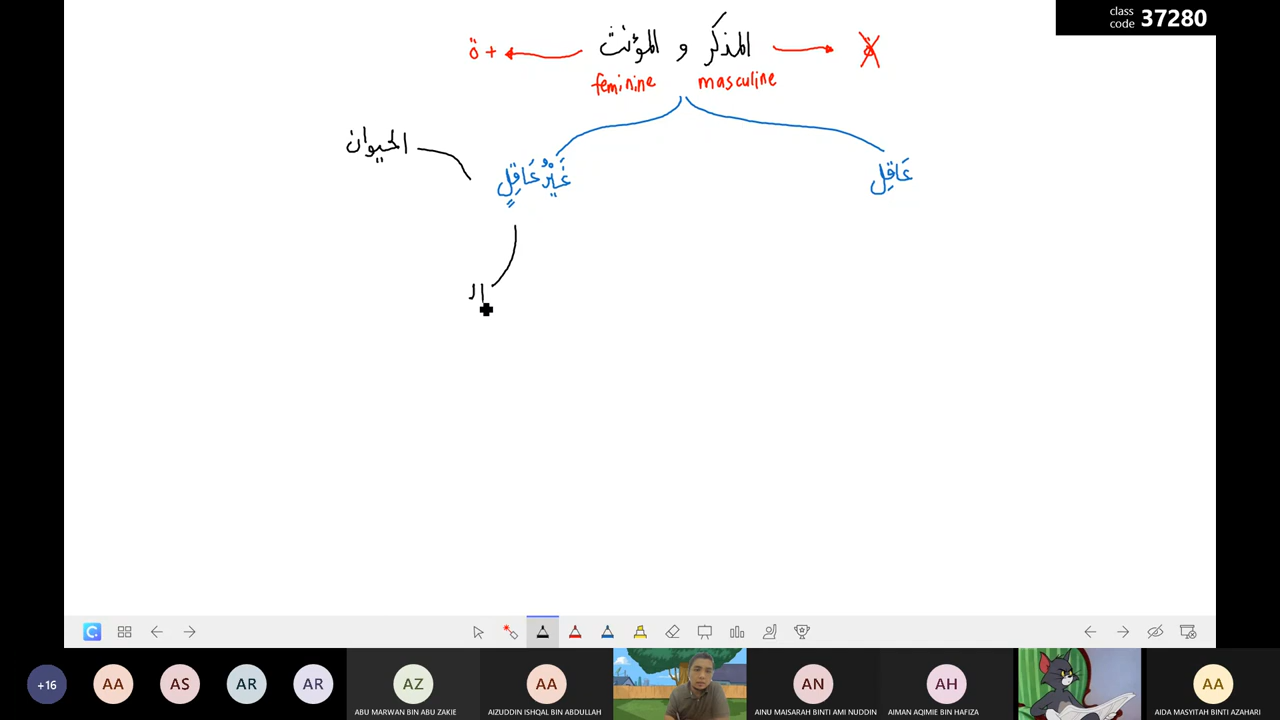 class
code 37280
المذكر و المؤنث
ة
+ ة
masculine
feminine
الحيوان
عَاقِل
غَيْرُ عَاقِلٍ
ال
+16
AA
AS
AR
AR
AZ
ABU MARWAN BIN ABU ZAKIE
AA
AIZUDDIN ISHQAL BIN ABDULLAH
AN
AINU MAISARAH BINTI AMI NUDDIN
AH
AIMAN AQIMIE BIN HAFIZA
AA
AIDA MASYITAH BINTI AZAHARI